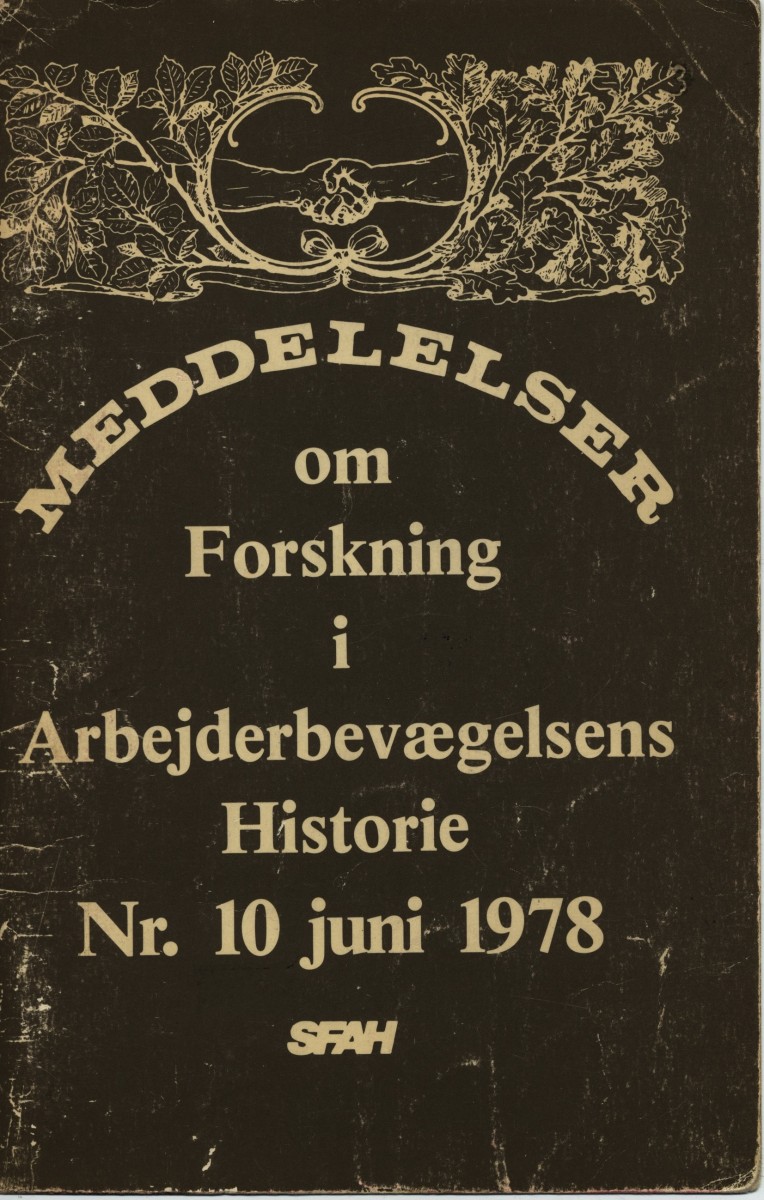 MEDDELELSER
om
Forskning
i
Arbejderbevægelsens
Historie
Nr. 10 juni 1978
SFAH